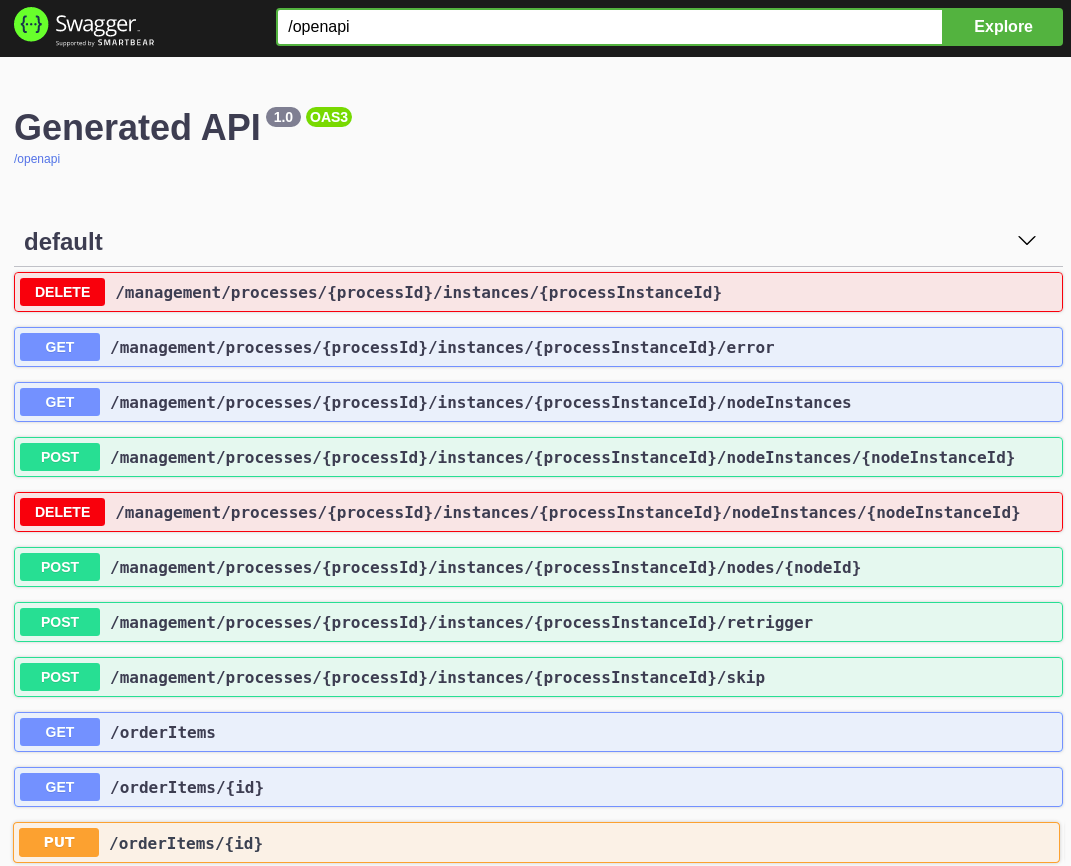 Swagger.
Supported by SMARTBEAR
/openapi
Explore
Generated API 1.0 OAS3
/openapi
default
DELETE /management/processes/{processId}/instances/{processInstanceId}
GET /management/processes/{processId}/instances/{processInstanceId}/error
GET /management/processes/{processId}/instances/{processInstanceId}/nodeInstances
POST /management/processes/{processId}/instances/{processInstanceId}/nodeInstances/{nodeInstanceId}
DELETE /management/processes/{processId}/instances/{processInstanceId}/nodeInstances/{nodeInstanceId}
POST /management/processes/{processId}/instances/{processInstanceId}/nodes/{nodeId}
POST /management/processes/{processId}/instances/{processInstanceId}/retrigger
POST /management/processes/{processId}/instances/{processInstanceId}/skip
GET /orderItems
GET /orderItems/{id}
PUT /orderItems/{id}